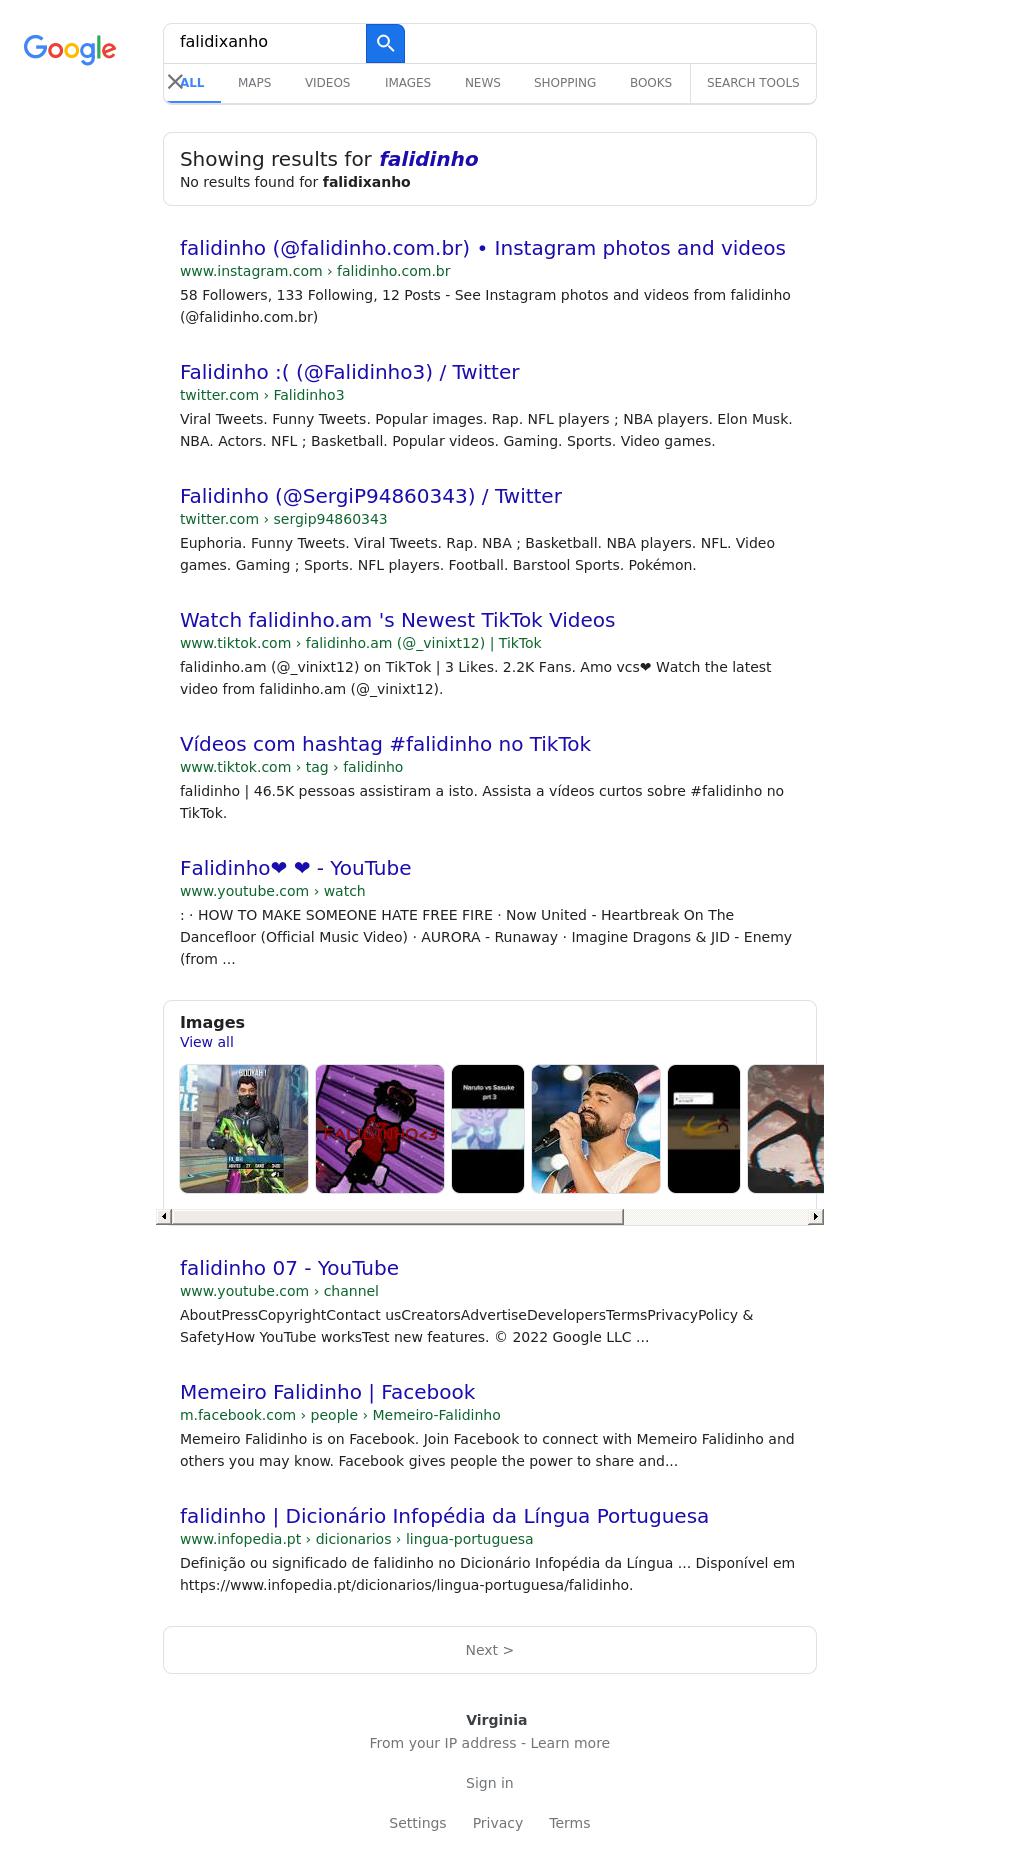 Google
falidixanho
ALL MAPS VIDEOS IMAGES NEWS SHOPPING BOOKS SEARCH TOOLS
Showing results for falidinho
No results found for falidixanho
falidinho (@falidinho.com.br) • Instagram photos and videos
www.instagram.com › falidinho.com.br
58 Followers, 133 Following, 12 Posts - See Instagram photos and videos from falidinho
(@falidinho.com.br)
Falidinho :( (@Falidinho3) / Twitter
twitter.com › Falidinho3
Viral Tweets. Funny Tweets. Popular images. Rap. NFL players ; NBA players. Elon Musk.
NBA. Actors. NFL ; Basketball. Popular videos. Gaming. Sports. Video games.
Falidinho (@SergiP94860343) / Twitter
twitter.com › sergip94860343
Euphoria. Funny Tweets. Viral Tweets. Rap. NBA ; Basketball. NBA players. NFL. Video
games. Gaming ; Sports. NFL players. Football. Barstool Sports. Pokémon.
Watch falidinho.am 's Newest TikTok Videos
www.tiktok.com › falidinho.am (@_vinixt12) | TikTok
falidinho.am (@_vinixt12) on TikTok | 3 Likes. 2.2K Fans. Amo vcs❤ Watch the latest
video from falidinho.am (@_vinixt12).
Vídeos com hashtag #falidinho no TikTok
www.tiktok.com › tag › falidinho
falidinho | 46.5K pessoas assistiram a isto. Assista a vídeos curtos sobre #falidinho no
TikTok.
Falidinho❤ ❤ - YouTube
www.youtube.com › watch
: · HOW TO MAKE SOMEONE HATE FREE FIRE · Now United - Heartbreak On The
Dancefloor (Official Music Video) · AURORA - Runaway · Imagine Dragons & JID - Enemy
(from ...
Images
View all
BOOYAH!
FALIDINHO<3
Naruto vs Sasuke
prt 3
falidinho 07 - YouTube
www.youtube.com › channel
AboutPressCopyrightContact usCreatorsAdvertiseDevelopersTermsPrivacyPolicy &
SafetyHow YouTube worksTest new features. © 2022 Google LLC ...
Memeiro Falidinho | Facebook
m.facebook.com › people › Memeiro-Falidinho
Memeiro Falidinho is on Facebook. Join Facebook to connect with Memeiro Falidinho and
others you may know. Facebook gives people the power to share and...
falidinho | Dicionário Infopédia da Língua Portuguesa
www.infopedia.pt › dicionarios › lingua-portuguesa
Definição ou significado de falidinho no Dicionário Infopédia da Língua ... Disponível em
https://www.infopedia.pt/dicionarios/lingua-portuguesa/falidinho.
Next >
Virginia
From your IP address - Learn more
Sign in
Settings Privacy Terms